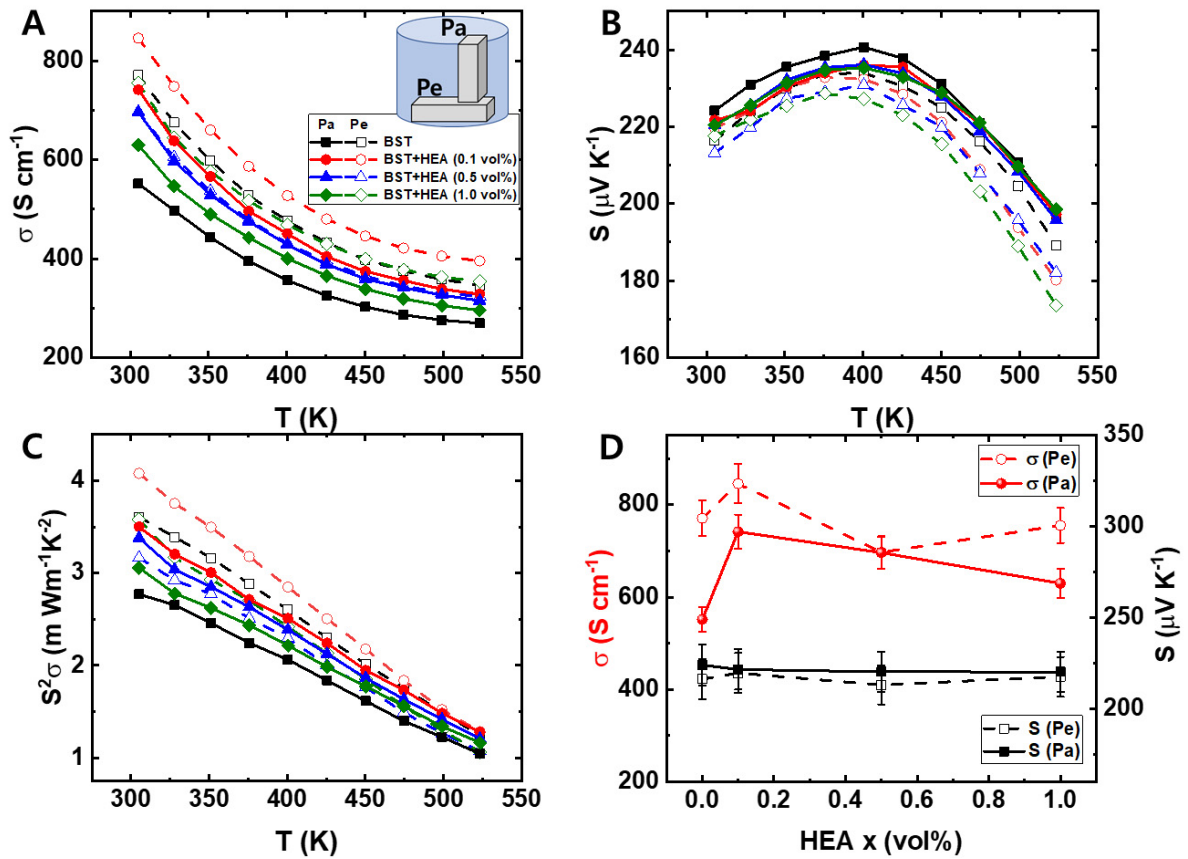 A
Pa
Pe
Pa Pe
BST
BST+HEA (0.1 vol%)
BST+HEA (0.5 vol%)
BST+HEA (1.0 vol%)
800
600
400
200
σ (S cm⁻¹)
300 350 400 450 500 550
T (K)
B
240
220
200
180
160
S (μV K⁻¹)
300 350 400 450 500 550
T (K)
C
4
3
2
1
S²σ (m Wm⁻¹K⁻²)
300 350 400 450 500 550
T (K)
D
σ (Pe)
σ (Pa)
S (Pe)
S (Pa)
800
600
400
200
σ (S cm⁻¹)
350
300
250
200
S (μV K⁻¹)
0.0 0.2 0.4 0.6 0.8 1.0
HEA x (vol%)